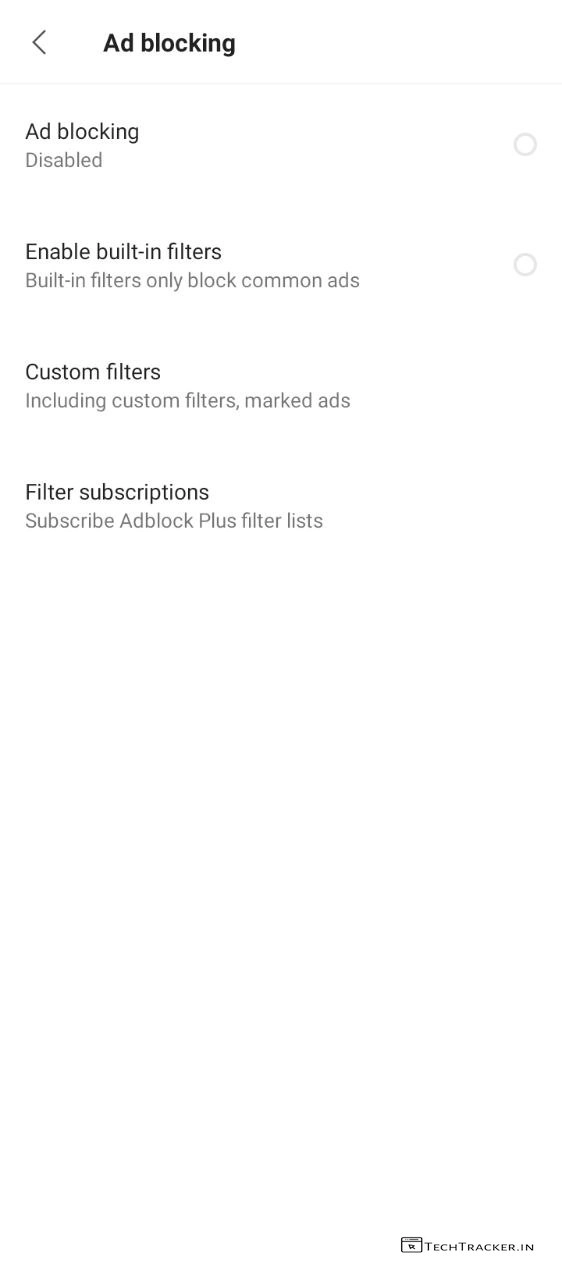 Ad blocking
Ad blocking
Disabled
Enable built-in filters
Built-in filters only block common ads
Custom filters
Including custom filters, marked ads
Filter subscriptions
Subscribe Adblock Plus filter lists
TECHTRACKER.IN